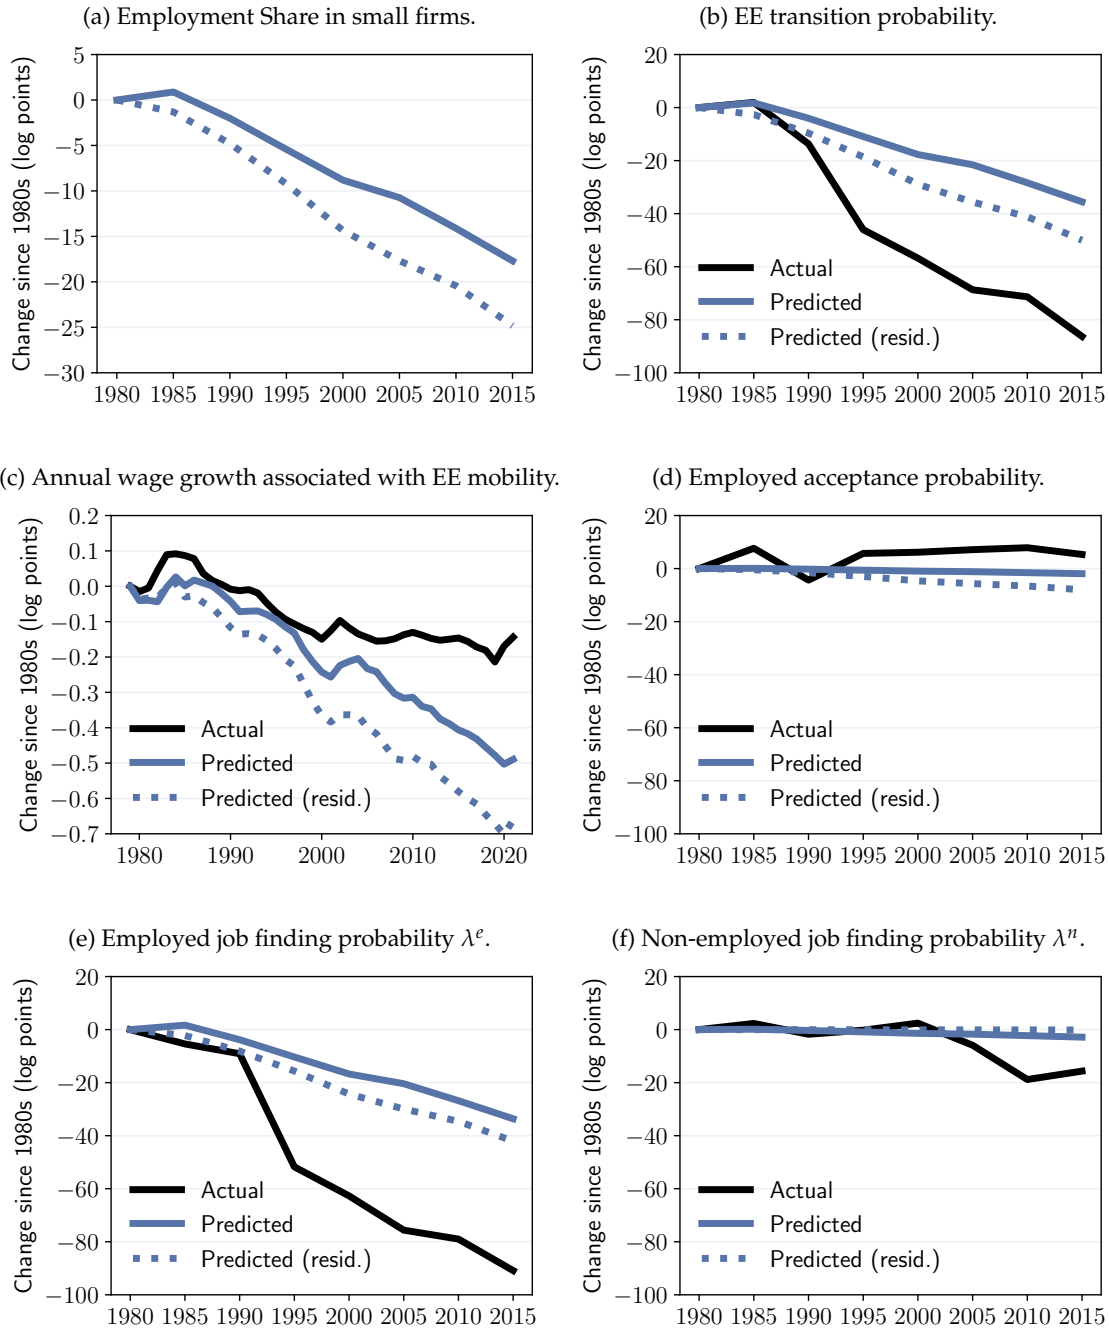 (a) Employment Share in small firms.
Change since 1980s (log points)
5
0
−5
−10
−15
−20
−25
−30
1980 1985 1990 1995 2000 2005 2010 2015
(b) EE transition probability.
Change since 1980s (log points)
20
0
−20
−40
−60
−80
−100
Actual
Predicted
Predicted (resid.)
1980 1985 1990 1995 2000 2005 2010 2015
(c) Annual wage growth associated with EE mobility.
Change since 1980s (log points)
0.2
0.1
0.0
−0.1
−0.2
−0.3
−0.4
−0.5
−0.6
−0.7
Actual
Predicted
Predicted (resid.)
1980 1990 2000 2010 2020
(d) Employed acceptance probability.
Change since 1980s (log points)
20
0
−20
−40
−60
−80
−100
Actual
Predicted
Predicted (resid.)
1980 1985 1990 1995 2000 2005 2010 2015
(e) Employed job finding probability λᵉ.
Change since 1980s (log points)
20
0
−20
−40
−60
−80
−100
Actual
Predicted
Predicted (resid.)
1980 1985 1990 1995 2000 2005 2010 2015
(f) Non-employed job finding probability λⁿ.
Change since 1980s (log points)
20
0
−20
−40
−60
−80
−100
Actual
Predicted
Predicted (resid.)
1980 1985 1990 1995 2000 2005 2010 2015